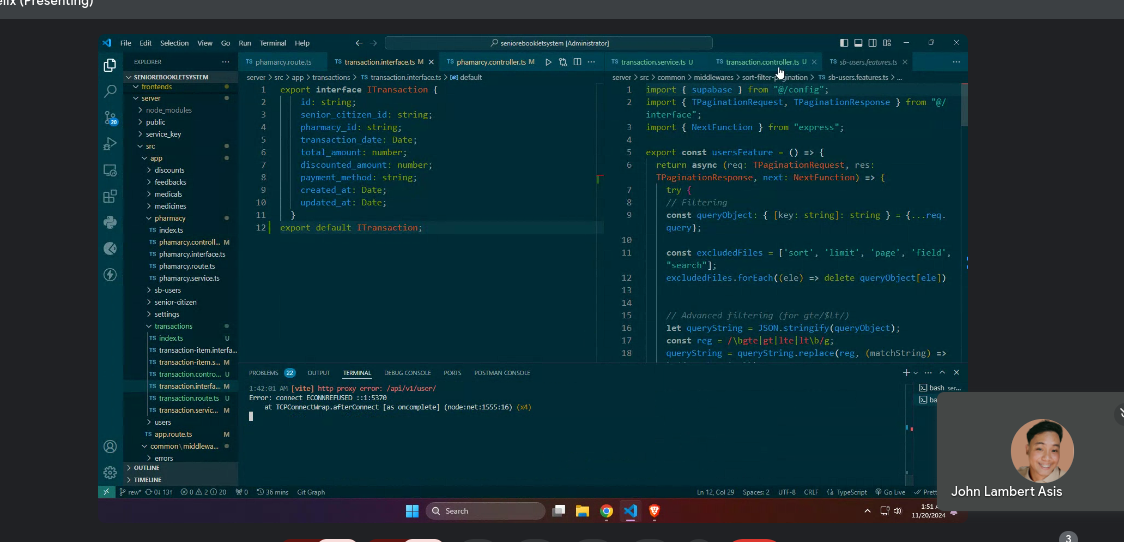 elix (Presenting)
File Edit Selection View Go Run Terminal Help
seniorebookletsystem [Administrator]
EXPLORER
SENIOREBOOKLETSYSTEM
frontends
server
node_modules
public
service_key
src
app
discounts
feedbacks
medicals
medicines
pharmacy
index.ts
phamarcy.controll... M
phamarcy.interface.ts
phamarcy.route.ts
phamarcy.service.ts
sb-users
senior-citizen
settings
transactions
index.ts U
transaction-item.interfa...
transaction-item.s... M
transaction.contro... U
transaction.interfa... M
transaction.route.ts U
transaction.servic... U
users
app.route.ts M
common \ middlewa...
errors
OUTLINE
TIMELINE
phamarcy.route.ts
transaction.interface.ts M
phamarcy.controller.ts M
server > src > app > transactions > transaction.interface.ts > default
1 export interface ITransaction {
2 id: string;
3 senior_citizen_id: string;
4 pharmacy_id: string;
5 transaction_date: Date;
6 total_amount: number;
7 discounted_amount: number;
8 payment_method: string;
9 created_at: Date;
10 updated_at: Date;
11 }
12 export default ITransaction;
transaction.service.ts U
transaction.controller.ts U
sb-users.features.ts
server > src > common > middlewares > sort-filter-pagination > sb-users.features.ts > ...
1 import { supabase } from "@/config";
2 import { TPaginationRequest, TPaginationResponse } from "@/
interface";
3 import { NextFunction } from "express";
4
5 export const usersFeature = () => {
6 return async (req: TPaginationRequest, res:
TPaginationResponse, next: NextFunction) => {
7 try {
8 // Filtering
9 const queryObject: { [key: string]: string } = {...req.
query};
10
11 const excludedFiles = ['sort', 'limit', 'page', 'field',
"search"];
12 excludedFiles.forEach((ele) => delete queryObject[ele])
13
14
15 // Advanced filtering (for gte/$lt/)
16 let queryString = JSON.stringify(queryObject);
17 const reg = /\bgte|gt|lte|lt\b/g;
18 queryString = queryString.replace(reg, (matchString) =>
PROBLEMS 22 OUTPUT TERMINAL DEBUG CONSOLE PORTS POSTMAN CONSOLE
1:42:01 AM [vite] http proxy error: /api/v1/user/
Error: connect ECONNREFUSED ::1:5370
at TCPConnectWrap.afterConnect [as oncomplete] (node:net:1555:16) (x4)
bash ser...
John Lambert Asis
Ln 12, Col 29 Spaces: 2 UTF-8 CRLF TypeScript Go Live
36 mins Git Graph
Search
11/20/2024
3